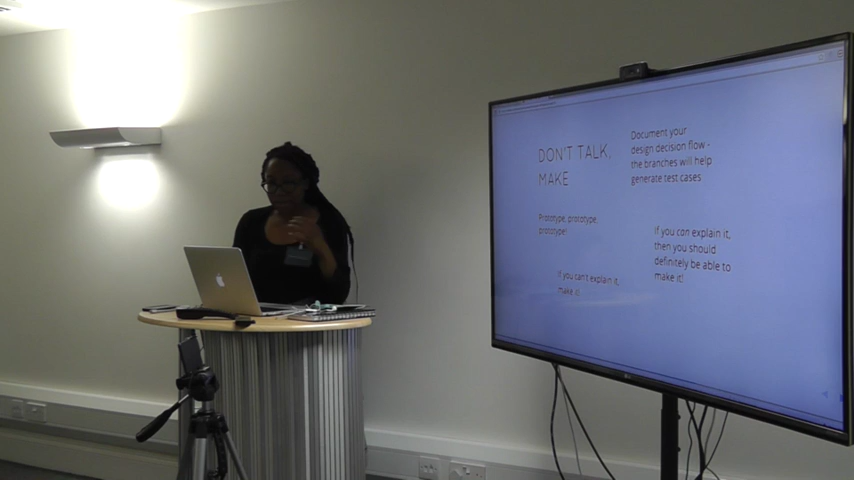 DON'T TALK,
MAKE
Document your
design decision flow -
the branches will help
generate test cases
Prototype, prototype,
prototype!
If you can explain it,
then you should
definitely be able to
make it!
If you can't explain it,
make it!